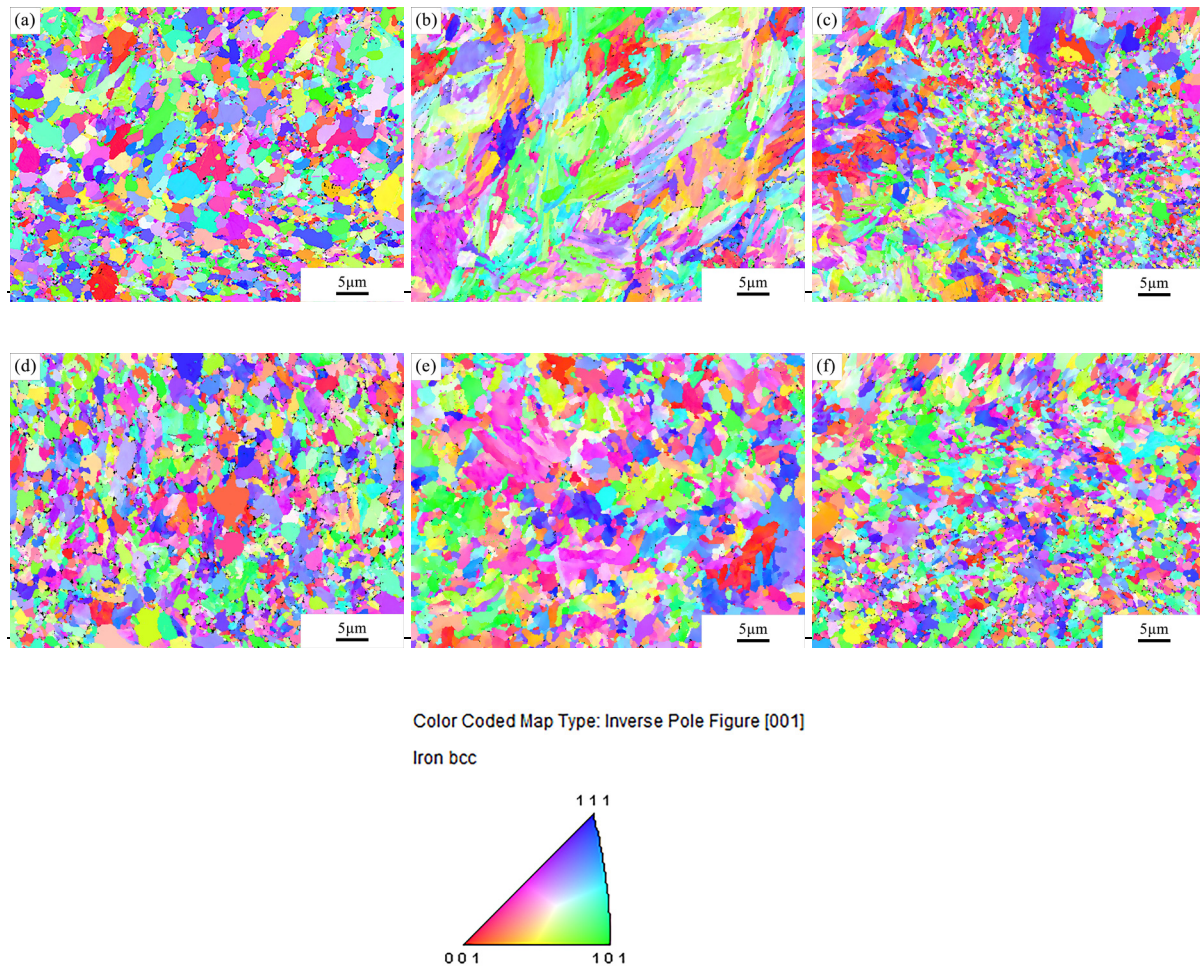 (a) (b) (c)
5μm 5μm 5μm
(d) (e) (f)
5μm 5μm 5μm
Color Coded Map Type: Inverse Pole Figure [001]
Iron bcc
1 1 1
0 0 1 1 0 1